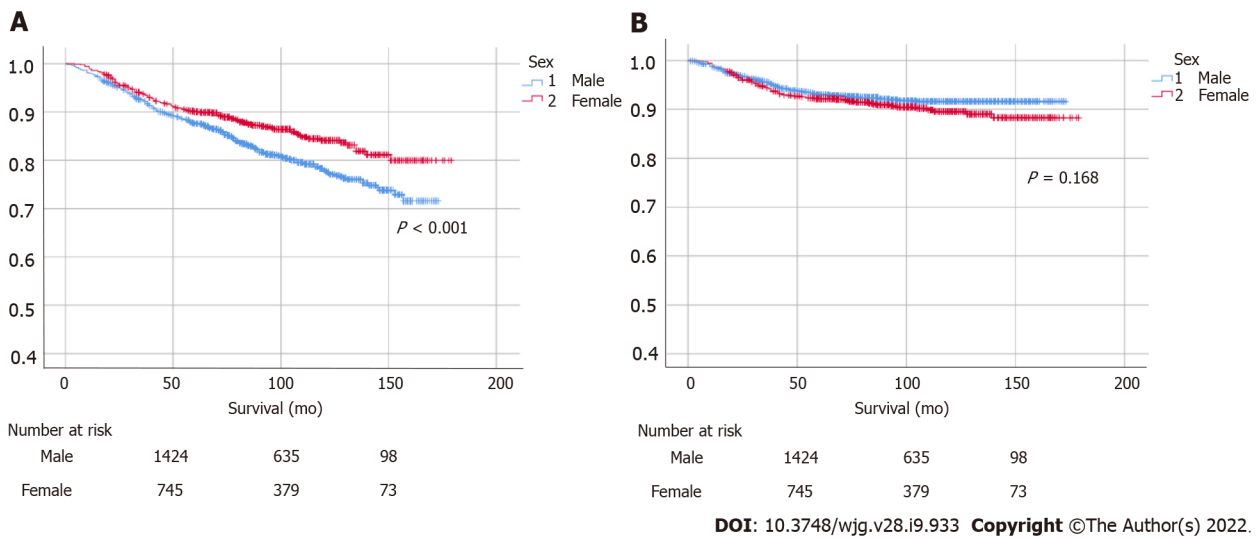 A
Sex
1 Male
2 Female
1.0
0.9
0.8
0.7
0.6
0.5
0.4
P < 0.001
0 50 100 150 200
Survival (mo)
Number at risk
Male 1424 635 98
Female 745 379 73
B
Sex
1 Male
2 Female
1.0
0.9
0.8
0.7
0.6
0.5
0.4
P = 0.168
0 50 100 150 200
Survival (mo)
Number at risk
Male 1424 635 98
Female 745 379 73
DOI: 10.3748/wjg.v28.i9.933 Copyright ©The Author(s) 2022.